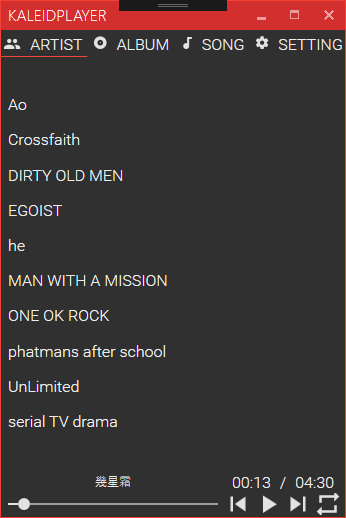 KALEIDPLAYER
ARTIST ALBUM SONG SETTING
Ao
Crossfaith
DIRTY OLD MEN
EGOIST
he
MAN WITH A MISSION
ONE OK ROCK
phatmans after school
UnLimited
serial TV drama
幾星霜
00:13 / 04:30